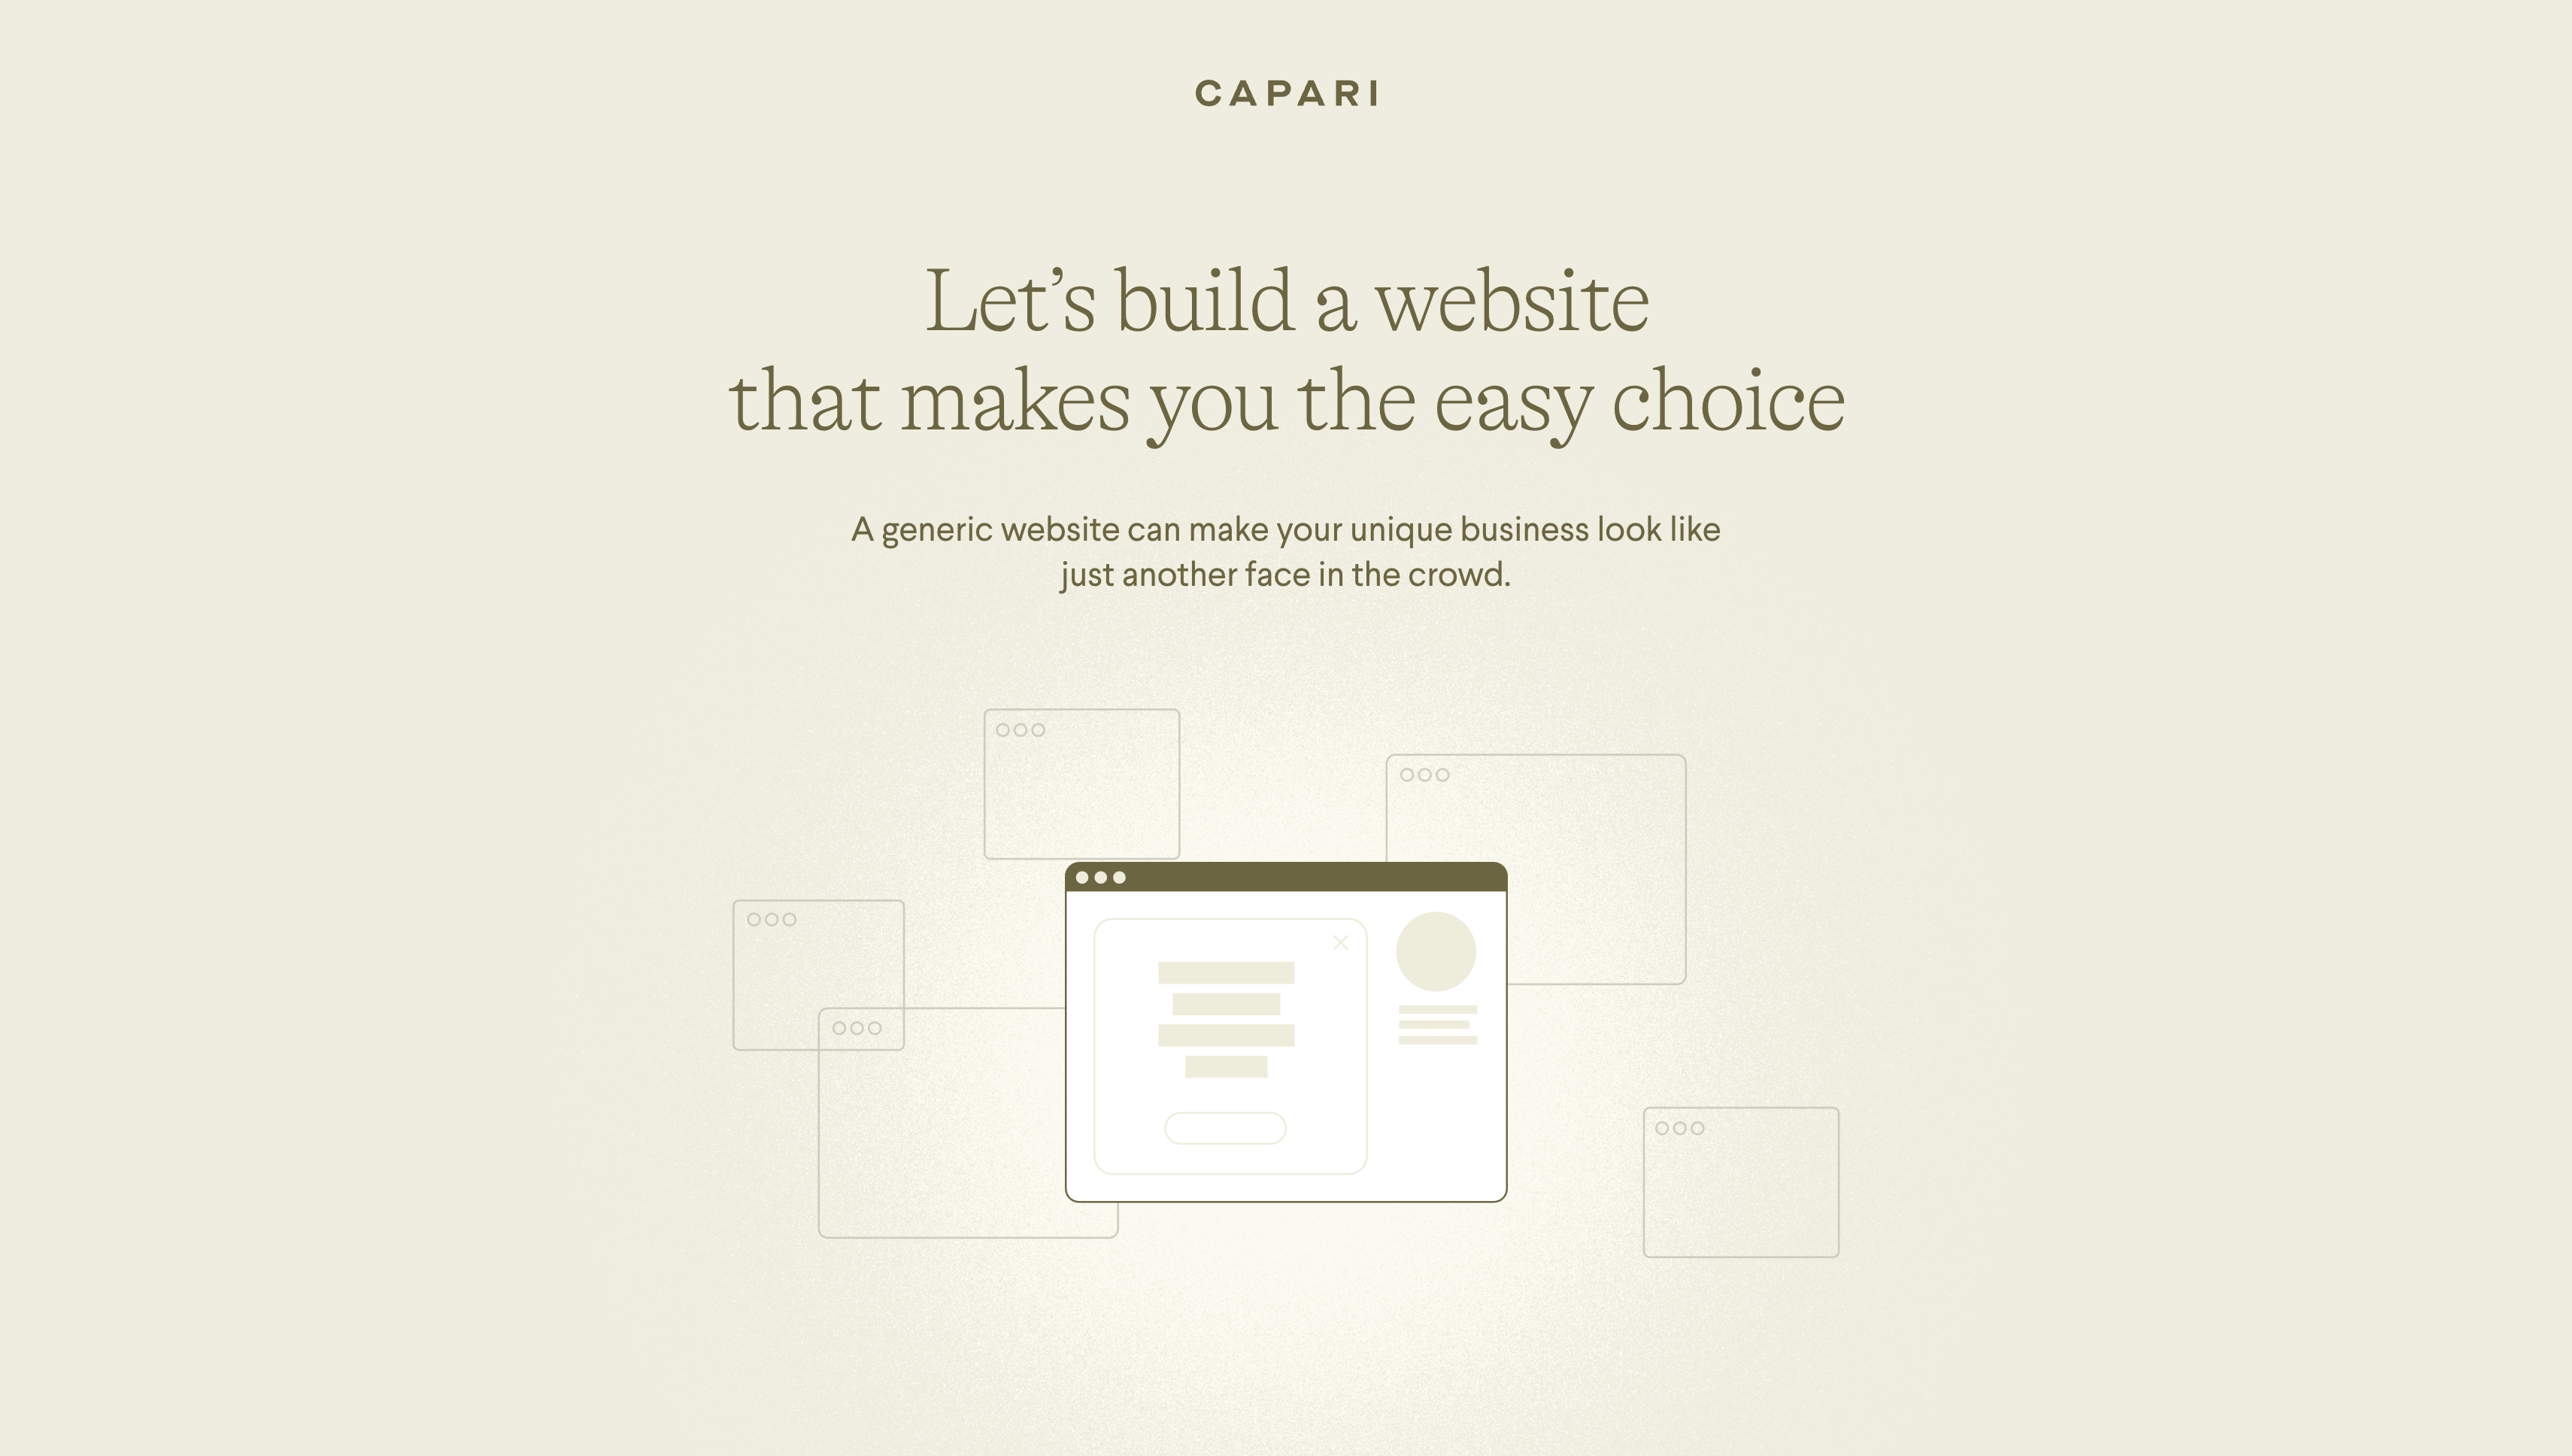 CAPARI
Let’s build a website
that makes you the easy choice
A generic website can make your unique business look like
just another face in the crowd.